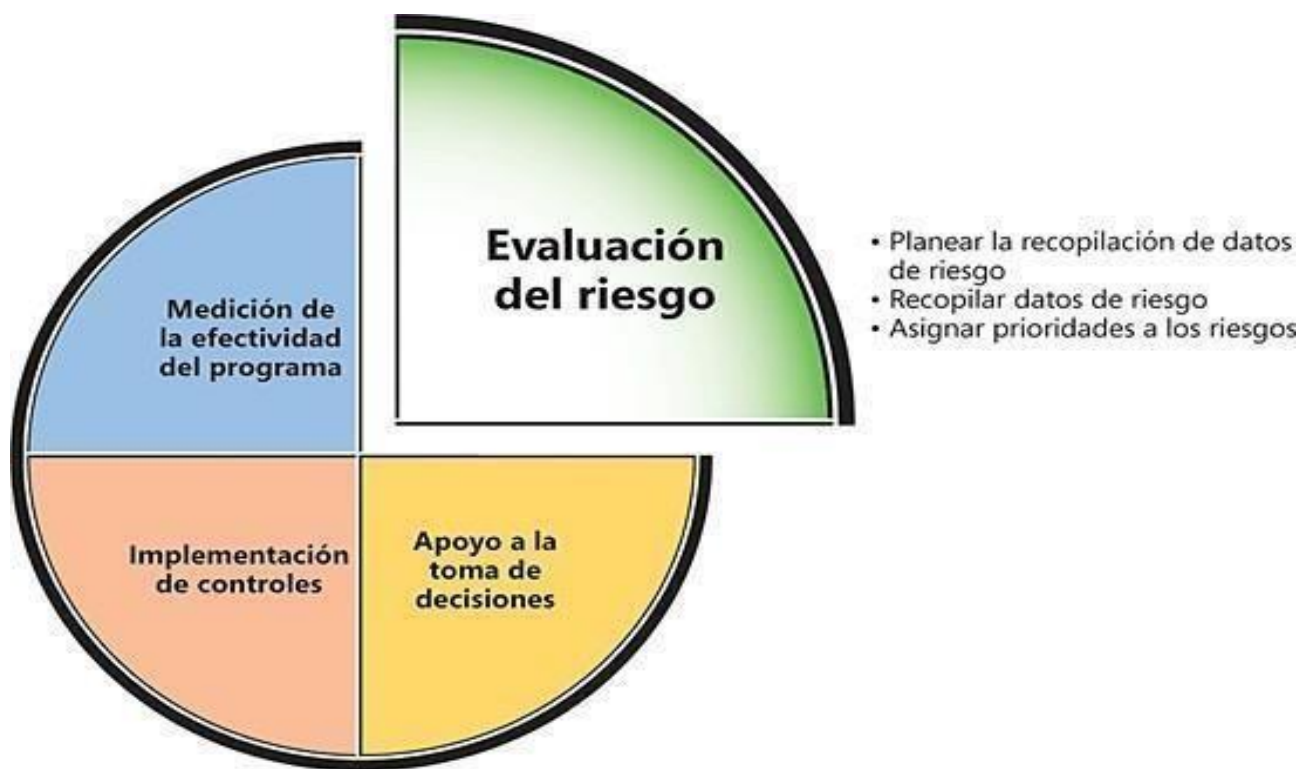 Evaluación
del riesgo
• Planear la recopilación de datos
de riesgo
• Recopilar datos de riesgo
• Asignar prioridades a los riesgos
Medición de
la efectividad
del programa
Implementación
de controles
Apoyo a la
toma de
decisiones